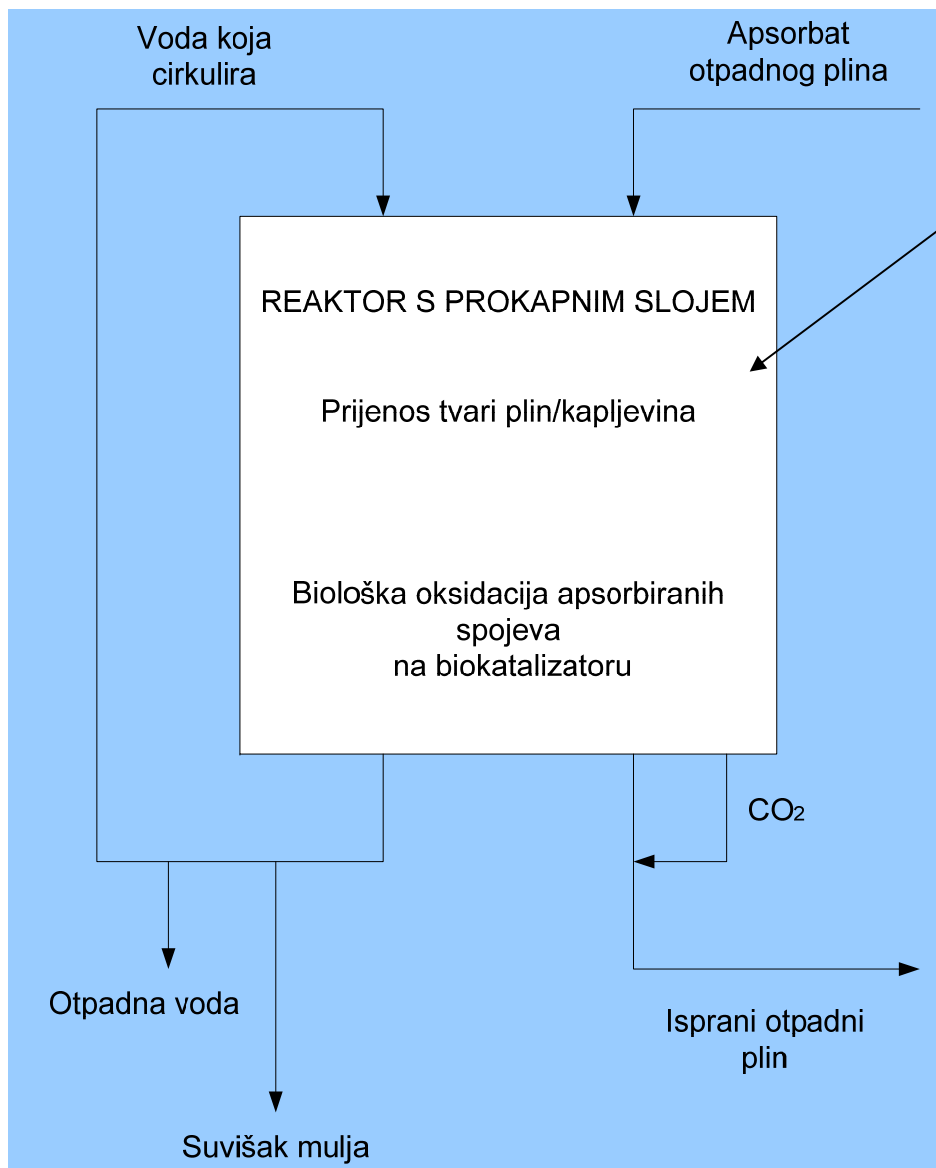 Voda koja
cirkulira
Apsorbat
otpadnog plina
REAKTOR S PROKAPNIM SLOJEM
Prijenos tvari plin/kapljevina
Biološka oksidacija apsorbiranih
spojeva
na biokatalizatoru
CO₂
Otpadna voda
Isprani otpadni
plin
Suvišak mulja